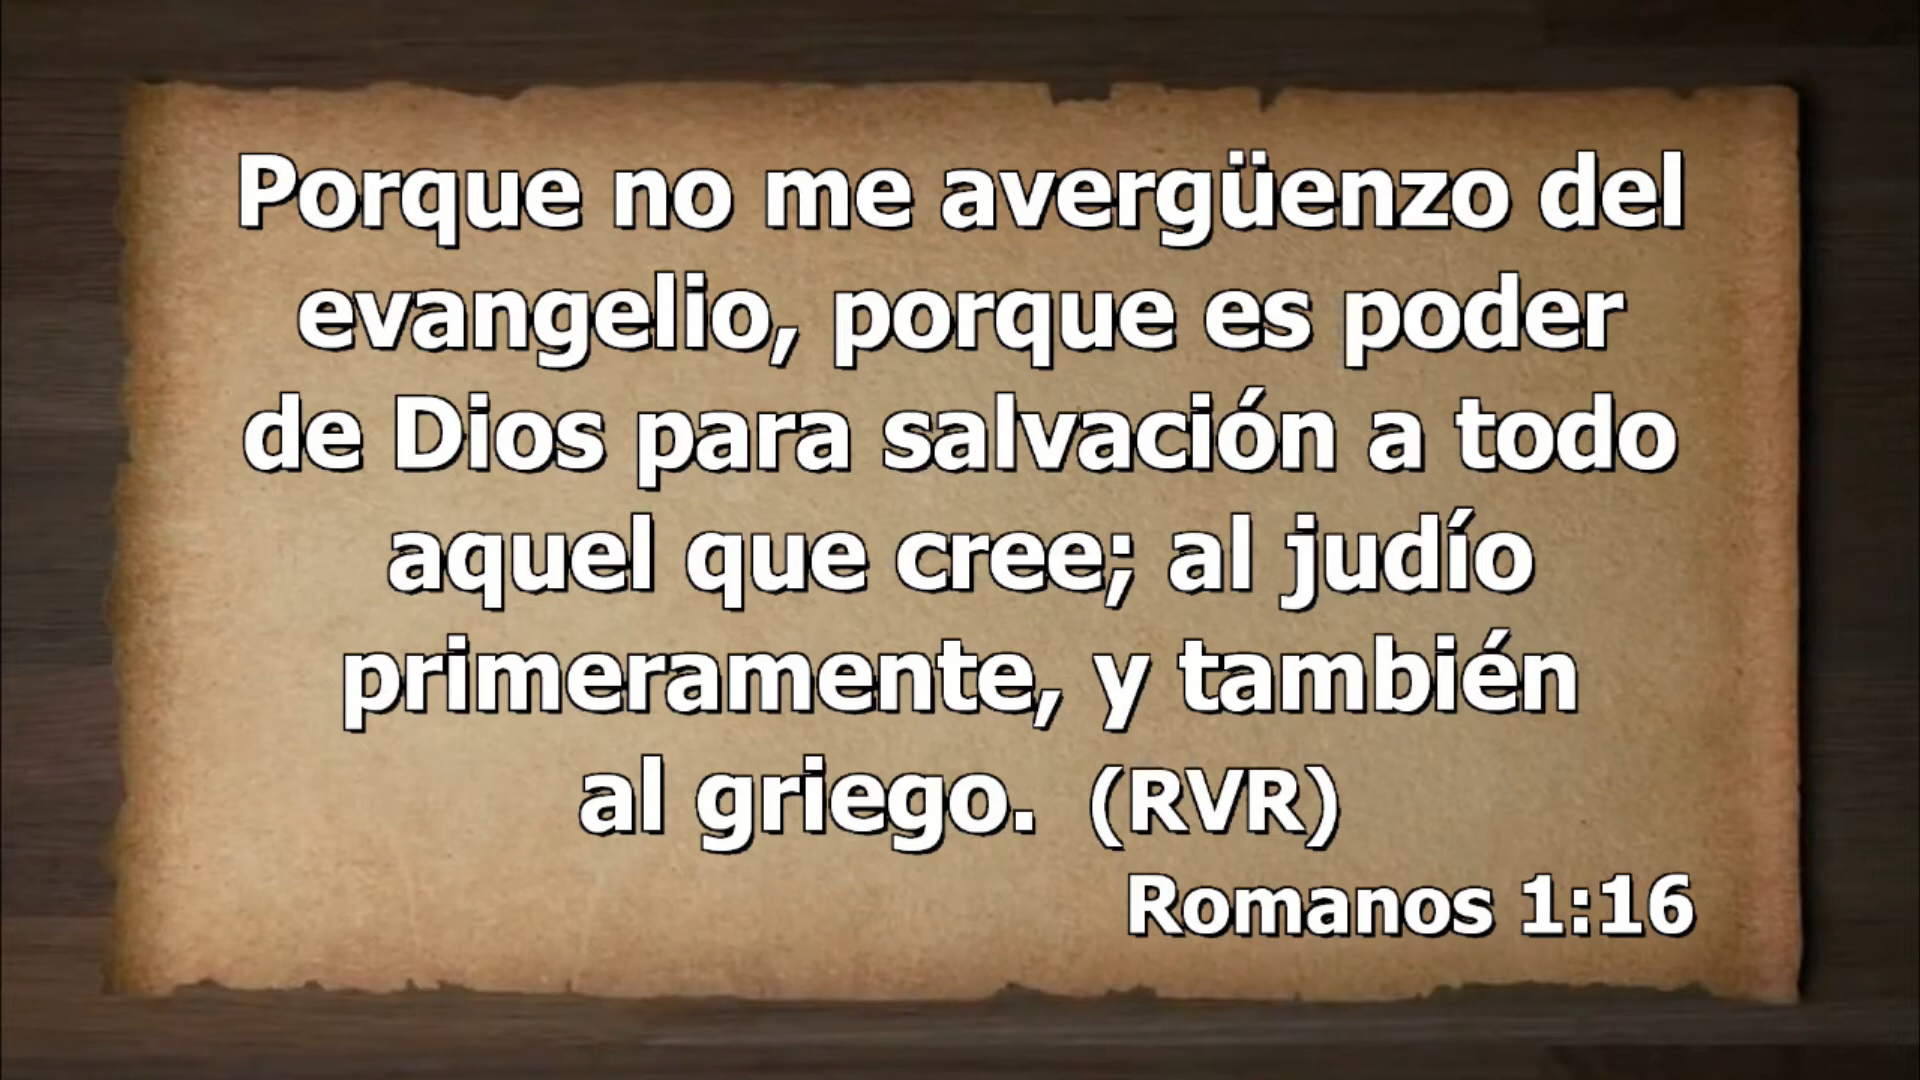 Porque no me avergüenzo del
evangelio, porque es poder
de Dios para salvación a todo
aquel que cree; al judío
primeramente, y también
al griego. (RVR)
Romanos 1:16